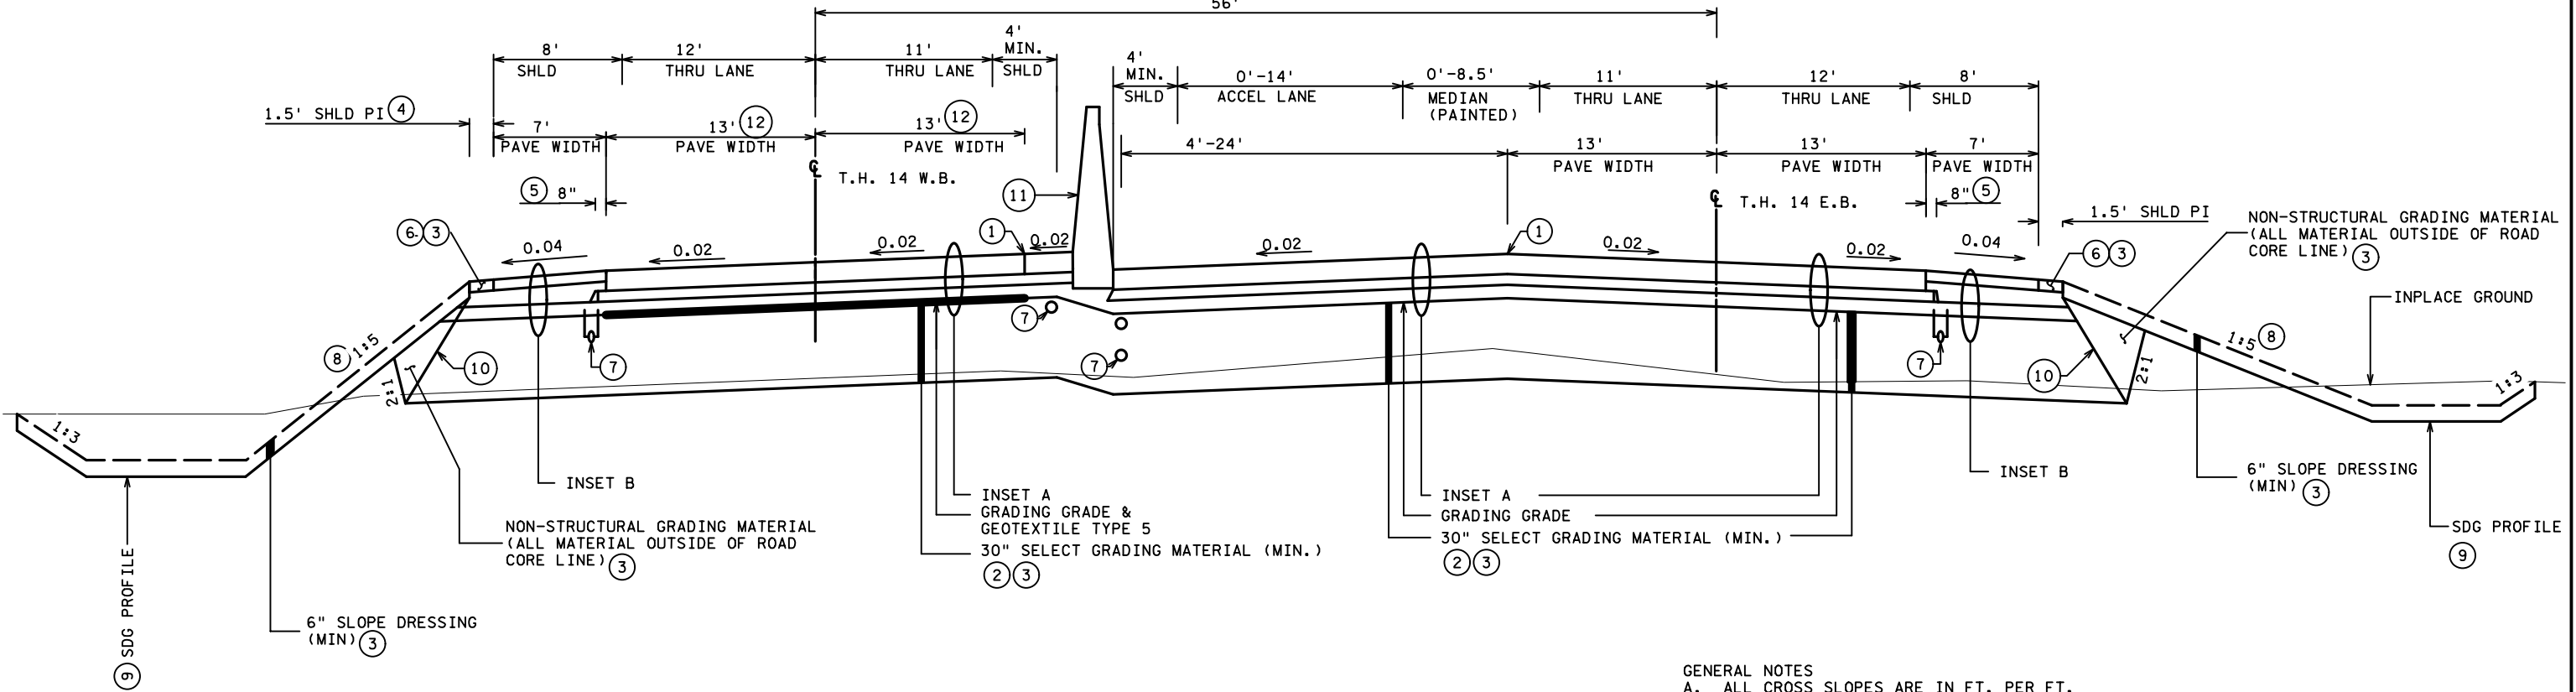 56'
8'
12'
11'
4'
MIN.
SHLD
THRU LANE
THRU LANE
SHLD
4'
MIN.
SHLD
0'-14'
ACCEL LANE
0'-8.5'
MEDIAN
(PAINTED)
11'
THRU LANE
12'
THRU LANE
8'
SHLD
1.5' SHLD PI 4
7'
PAVE WIDTH
13' 12
PAVE WIDTH
13' 12
PAVE WIDTH
4'-24'
13'
PAVE WIDTH
13'
PAVE WIDTH
7'
PAVE WIDTH
5 8"
T.H. 14 W.B.
11
T.H. 14 E.B.
8" 5
1.5' SHLD PI
NON-STRUCTURAL GRADING MATERIAL
(ALL MATERIAL OUTSIDE OF ROAD
CORE LINE) 3
6 3
0.04
0.02
0.02
1
0.02
0.02
1
0.02
0.02
0.04
6 3
INPLACE GROUND
8 1:5
2:1
10
7
7
7
7
10
2:1
1:5 8
1:3
1:3
INSET B
INSET A
GRADING GRADE &
GEOTEXTILE TYPE 5
30" SELECT GRADING MATERIAL (MIN.)
2 3
INSET A
GRADING GRADE
30" SELECT GRADING MATERIAL (MIN.)
2 3
INSET B
6" SLOPE DRESSING
(MIN) 3
SDG PROFILE
9
NON-STRUCTURAL GRADING MATERIAL
(ALL MATERIAL OUTSIDE OF ROAD
CORE LINE) 3
9 SDG PROFILE
6" SLOPE DRESSING
(MIN) 3
GENERAL NOTES
A. ALL CROSS SLOPES ARE IN FT. PER FT.